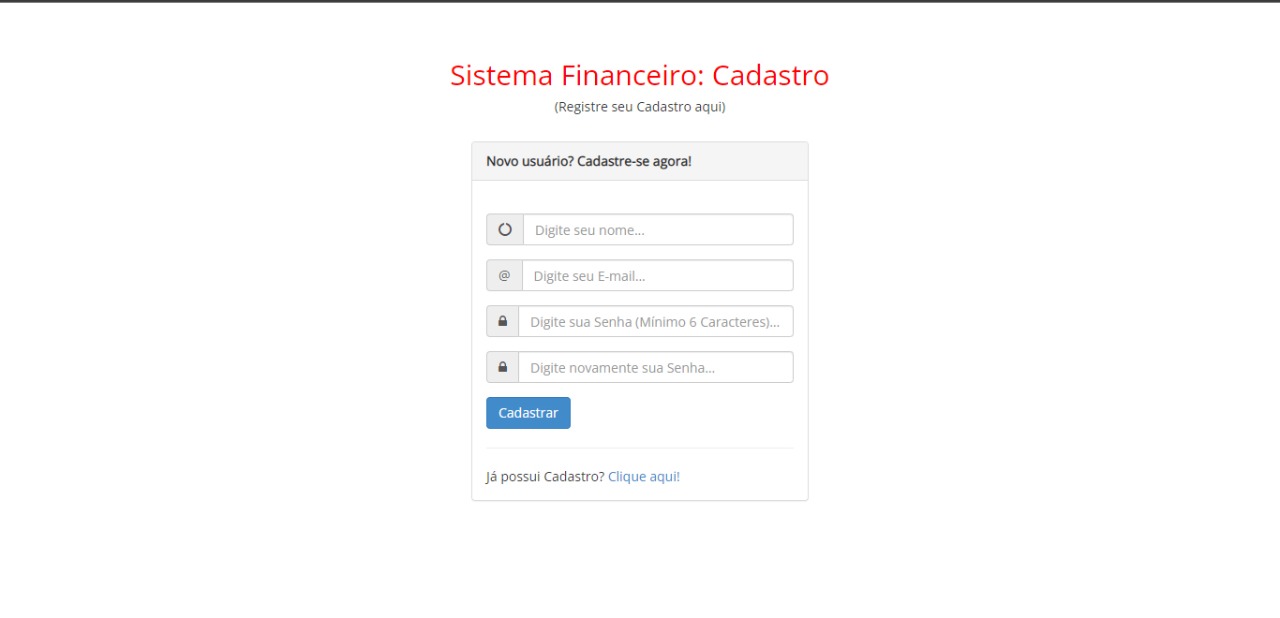 Sistema Financeiro: Cadastro
(Registre seu Cadastro aqui)
Novo usuário? Cadastre-se agora!
Digite seu nome...
@ Digite seu E-mail...
Digite sua Senha (Mínimo 6 Caracteres)...
Digite novamente sua Senha...
Cadastrar
Já possui Cadastro? Clique aqui!